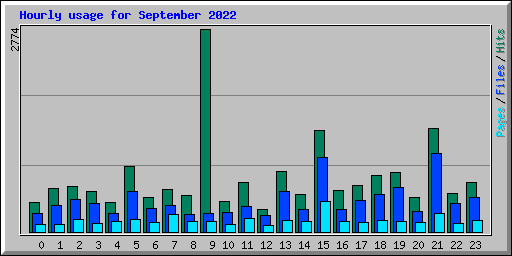 Hourly usage for September 2022
2774
Pages/Files/Hits
0 1 2 3 4 5 6 7 8 9 10 11 12 13 14 15 16 17 18 19 20 21 22 23